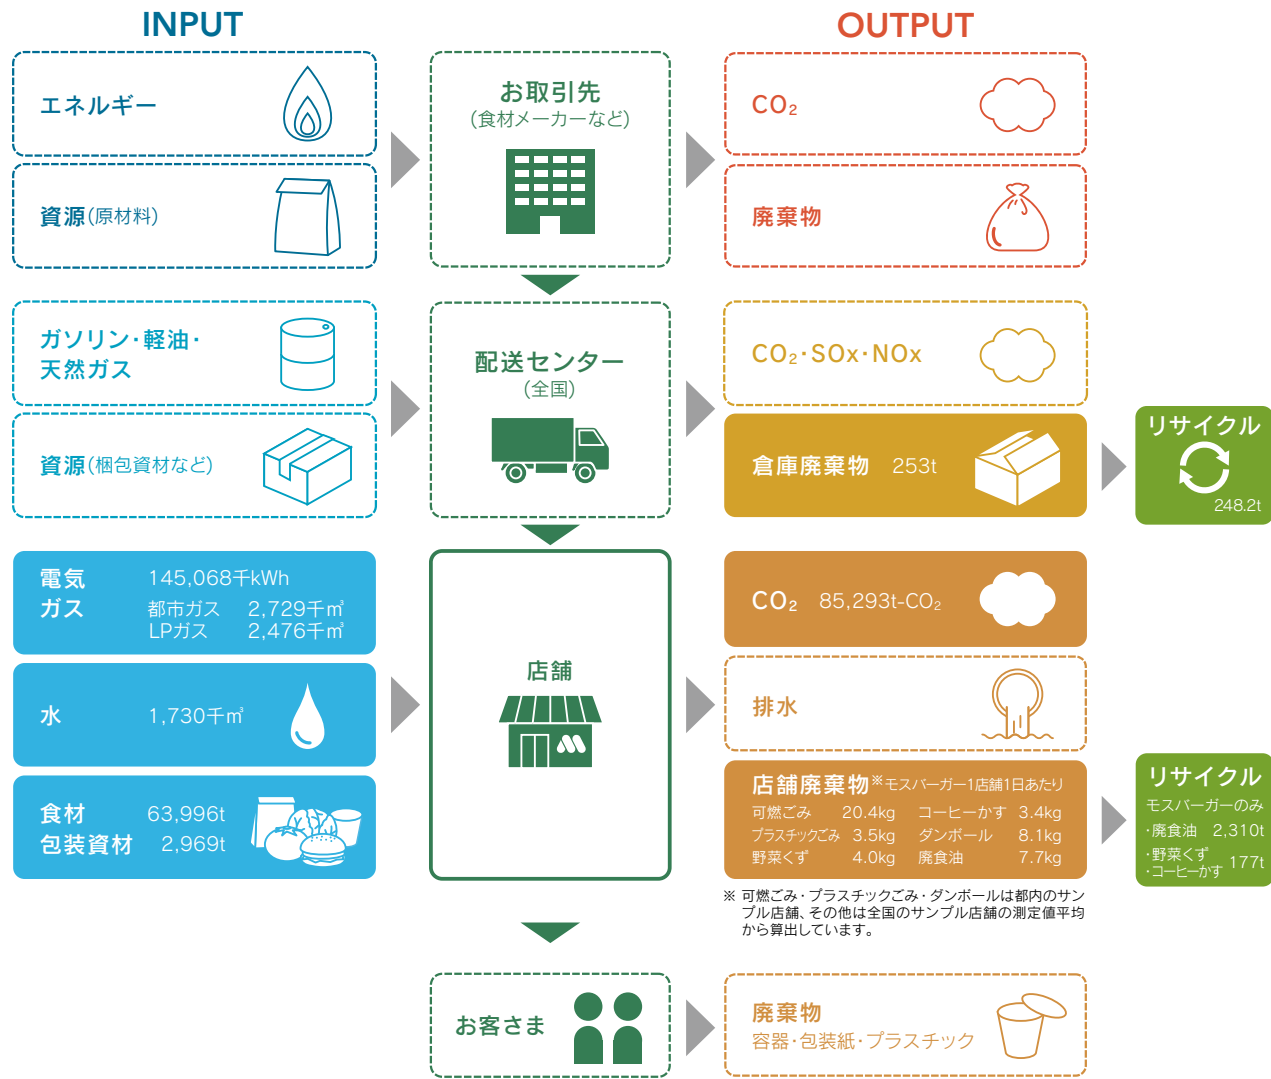 INPUT
OUTPUT
エネルギー
資源(原材料)
お取引先
(食材メーカーなど)
CO₂
廃棄物
ガソリン・軽油・
天然ガス
資源(梱包資材など)
配送センター
(全国)
CO₂・SOx・NOx
倉庫廃棄物 253t
リサイクル
248.2t
電気 145,068千kWh
ガス 都市ガス 2,729千㎥
LPガス 2,476千㎥
水 1,730千㎥
食材 63,996t
包装資材 2,969t
店舗
CO₂ 85,293t-CO₂
排水
店舗廃棄物※モスバーガー1店舗1日あたり
可燃ごみ 20.4kg コーヒーかす 3.4kg
プラスチックごみ 3.5kg ダンボール 8.1kg
野菜くず 4.0kg 廃食油 7.7kg
リサイクル
モスバーガーのみ
・廃食油 2,310t
・野菜くず
・コーヒーかす 177t
※ 可燃ごみ・プラスチックごみ・ダンボールは都内のサン
プル店舗、その他は全国のサンプル店舗の測定値平均
から算出しています。
お客さま
廃棄物
容器・包装紙・プラスチック